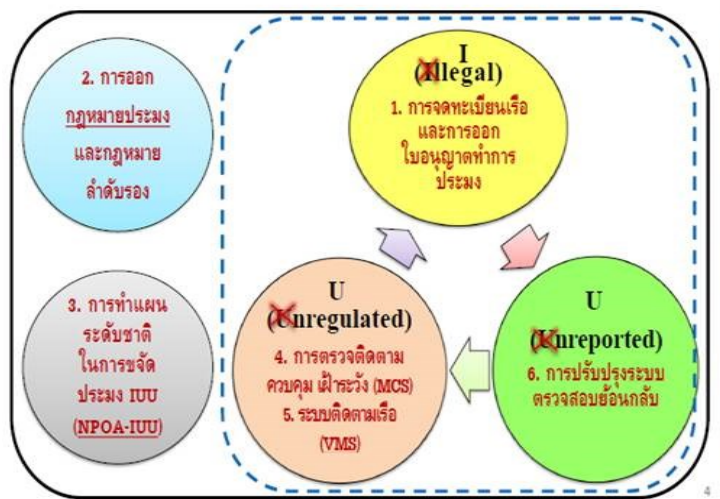 2. การออก
กฎหมายประมง
และกฎหมาย
ลำดับรอง
3. การทำแผน
ระดับชาติ
ในการขจัด
ประมง IUU
(NPOA-IUU)
I
(Illegal)
1. การจดทะเบียนเรือ
และการออก
ใบอนุญาตทำการ
ประมง
U
(Unregulated)
4. การตรวจติดตาม
ควบคุม เฝ้าระวัง (MCS)
5. ระบบติดตามเรือ
(VMS)
U
(Unreported)
6. การปรับปรุงระบบ
ตรวจสอบย้อนกลับ
4